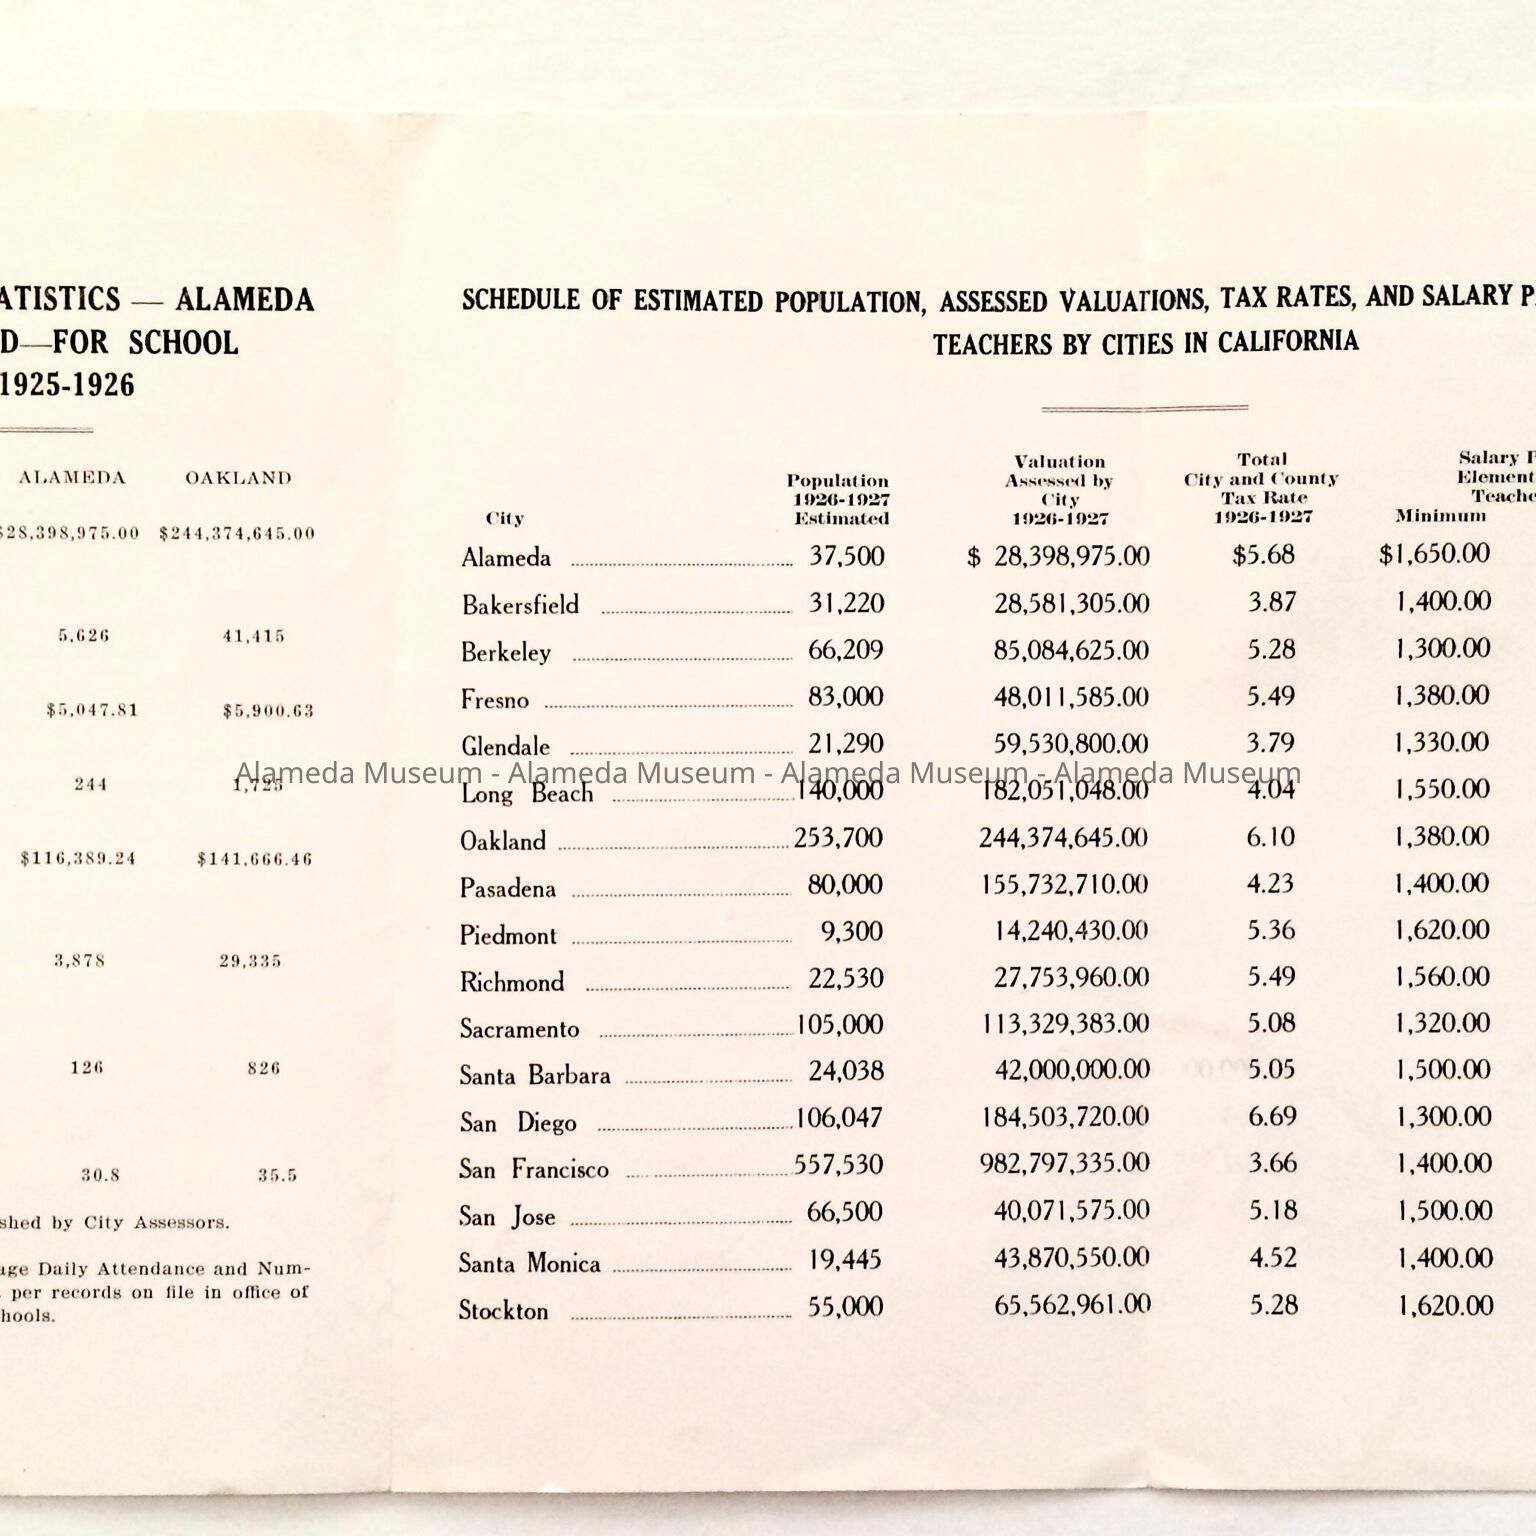 ATISTICS — ALAMEDA
D—FOR SCHOOL
1925-1926
ALAMEDA OAKLAND
$28,398,975.00 $244,374,645.00
5,626 41,415
$5,047.81 $5,900.63
244 1,725
$116,389.24 $141,666.46
3,878 29,335
126 826
30.8 35.5
shed by City Assessors.
age Daily Attendance and Num-
per records on file in office of
hools.
SCHEDULE OF ESTIMATED POPULATION, ASSESSED VALUATIONS, TAX RATES, AND SALARY P
TEACHERS BY CITIES IN CALIFORNIA
City
Population
1926-1927
Estimated
Valuation
Assessed by
City
1926-1927
Total
City and County
Tax Rate
1926-1927
Salary P
Element
Teache
Minimum
Alameda 37,500 $ 28,398,975.00 $5.68 $1,650.00
Bakersfield 31,220 28,581,305.00 3.87 1,400.00
Berkeley 66,209 85,084,625.00 5.28 1,300.00
Fresno 83,000 48,011,585.00 5.49 1,380.00
Glendale 21,290 59,530,800.00 3.79 1,330.00
Alameda Museum - Alameda Museum - Alameda Museum - Alameda Museum
Long Beach 140,000 182,051,048.00 4.04 1,550.00
Oakland 253,700 244,374,645.00 6.10 1,380.00
Pasadena 80,000 155,732,710.00 4.23 1,400.00
Piedmont 9,300 14,240,430.00 5.36 1,620.00
Richmond 22,530 27,753,960.00 5.49 1,560.00
Sacramento 105,000 113,329,383.00 5.08 1,320.00
Santa Barbara 24,038 42,000,000.00 5.05 1,500.00
San Diego 106,047 184,503,720.00 6.69 1,300.00
San Francisco 557,530 982,797,335.00 3.66 1,400.00
San Jose 66,500 40,071,575.00 5.18 1,500.00
Santa Monica 19,445 43,870,550.00 4.52 1,400.00
Stockton 55,000 65,562,961.00 5.28 1,620.00